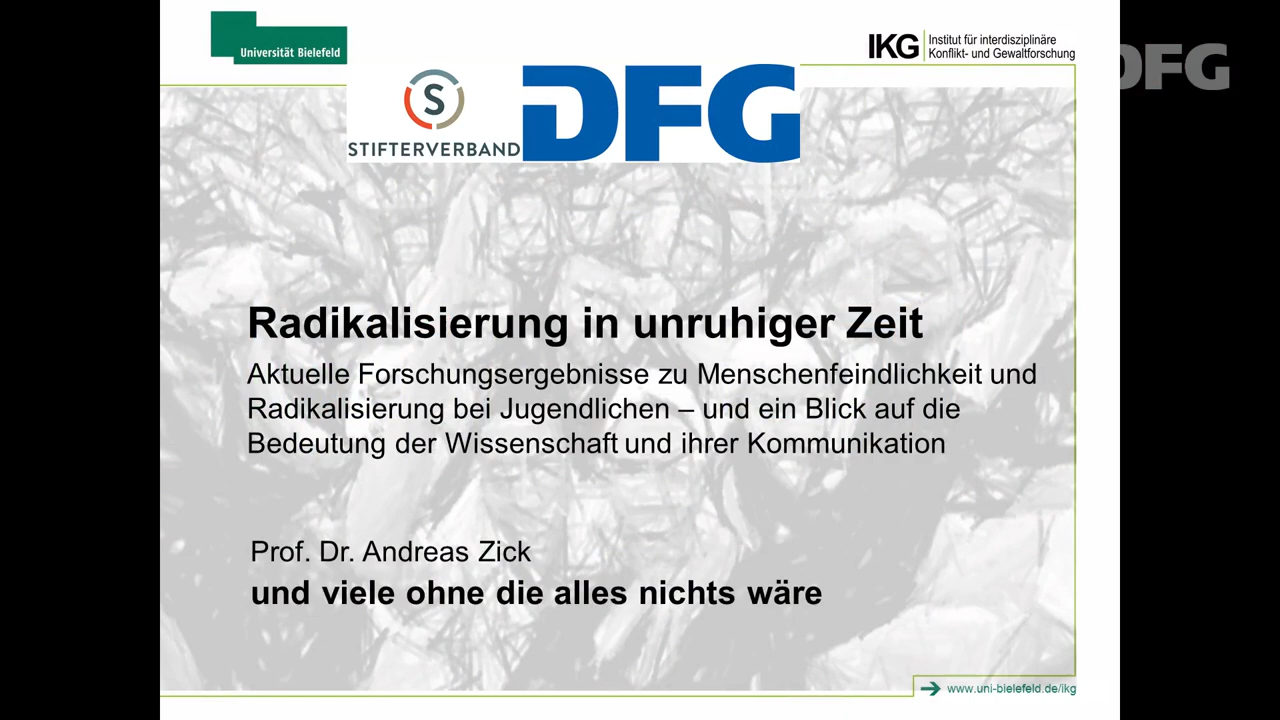 Universität Bielefeld
IKG Institut für interdisziplinäre
Konflikt- und Gewaltforschung
DFG
S
STIFTERVERBAND
DFG
Radikalisierung in unruhiger Zeit
Aktuelle Forschungsergebnisse zu Menschenfeindlichkeit und
Radikalisierung bei Jugendlichen – und ein Blick auf die
Bedeutung der Wissenschaft und ihrer Kommunikation
Prof. Dr. Andreas Zick
und viele ohne die alles nichts wäre
www.uni-bielefeld.de/ikg